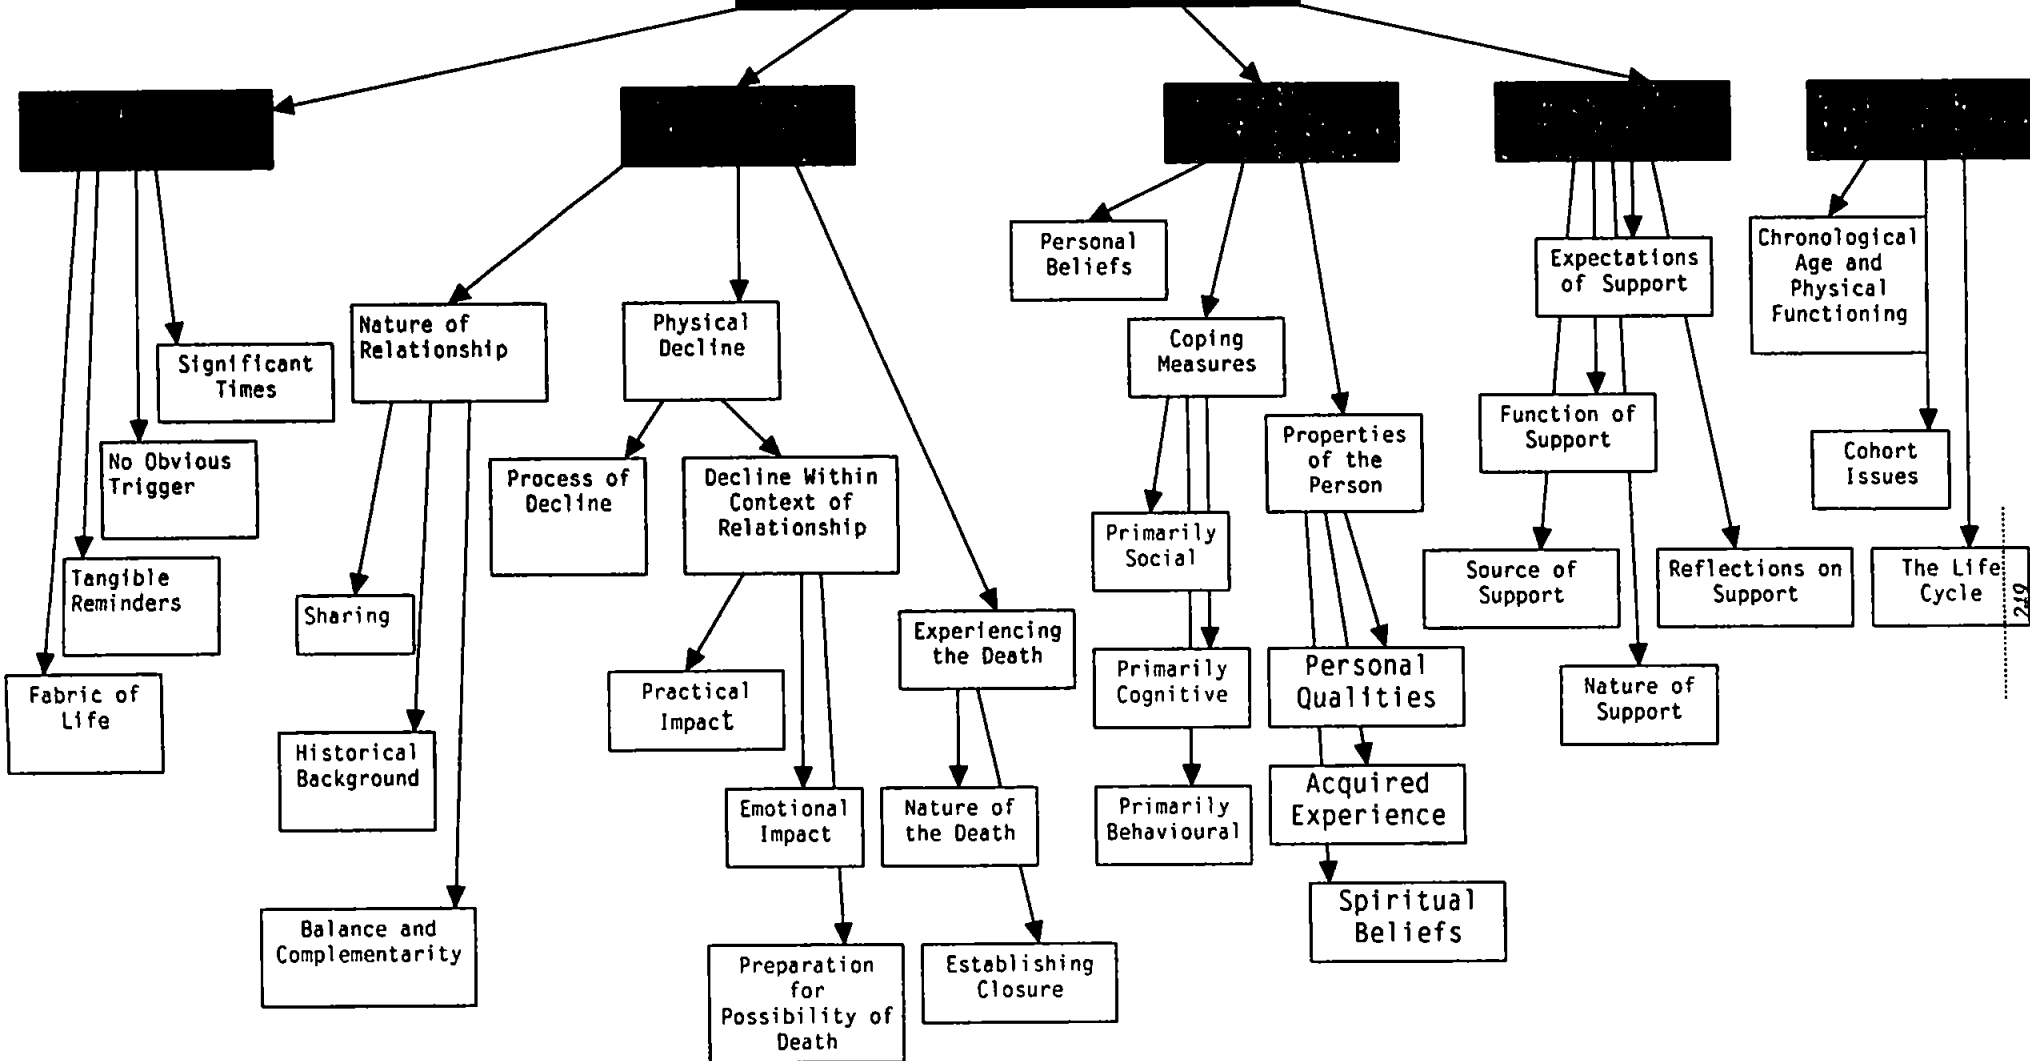 Personal
Beliefs
Expectations
of Support
Chronological
Age and
Physical
Functioning
Nature of
Relationship
Physical
Decline
Coping
Measures
Significant
Times
Function of
Support
Properties
of the
Person
Cohort
Issues
No Obvious
Trigger
Process of
Decline
Decline Within
Context of
Relationship
Primarily
Social
Source of
Support
Reflections on
Support
The Life
Cycle
219
Tangible
Reminders
Sharing
Experiencing
the Death
Primarily
Cognitive
Personal
Qualities
Nature of
Support
Fabric of
Life
Practical
Impact
Historical
Background
Emotional
Impact
Nature of
the Death
Primarily
Behavioural
Acquired
Experience
Spiritual
Beliefs
Balance and
Complementarity
Preparation
for
Possibility of
Death
Establishing
Closure